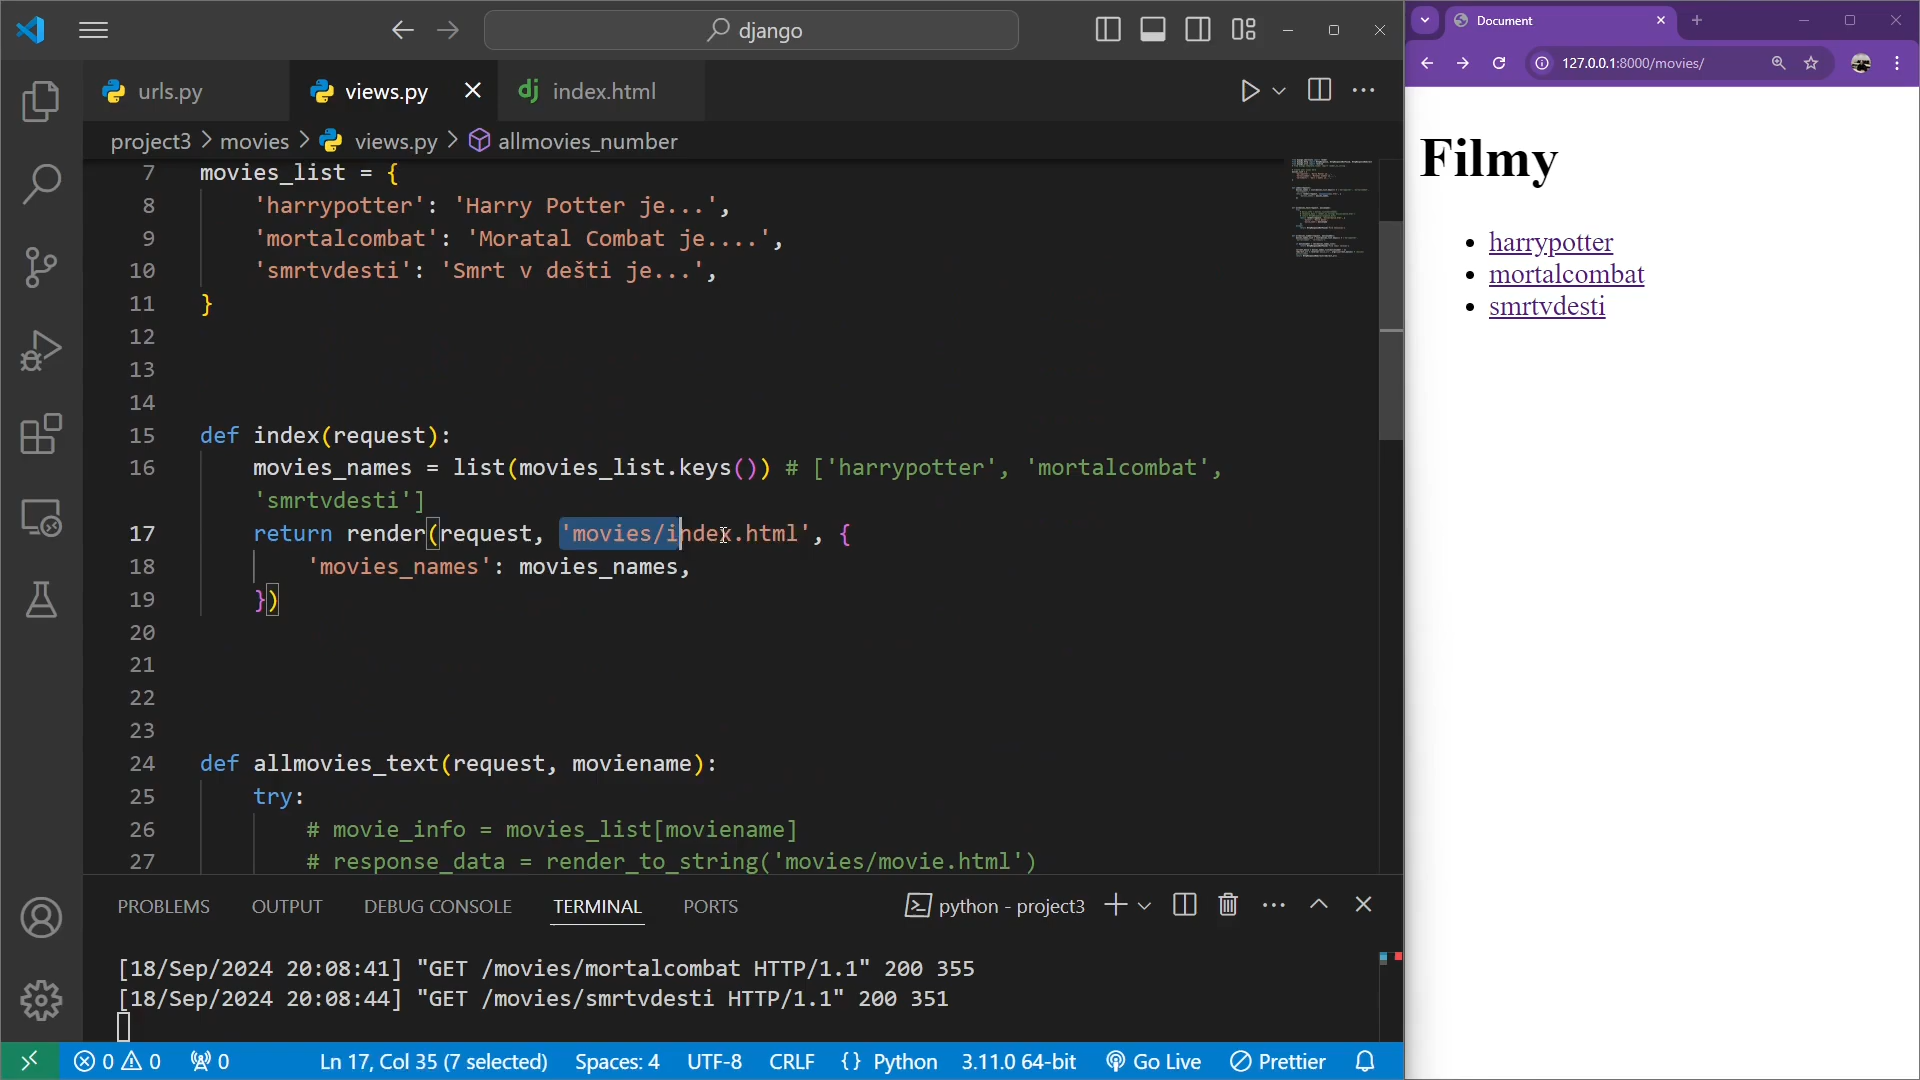 django
urls.py
views.py
index.html
project3 > movies > views.py > allmovies_number
7 movies_list = {
8 'harrypotter': 'Harry Potter je...',
9 'mortalcombat': 'Moratal Combat je....',
10 'smrtvdesti': 'Smrt v dešti je...',
11 }
12
13
14
15 def index(request):
16 movies_names = list(movies_list.keys()) # ['harrypotter', 'mortalcombat',
'smrtvdesti']
17 return render(request, 'movies/index.html', {
18 'movies_names': movies_names,
19 })
20
21
22
23
24 def allmovies_text(request, moviename):
25 try:
26 # movie_info = movies_list[moviename]
27 # response_data = render_to_string('movies/movie.html')
PROBLEMS OUTPUT DEBUG CONSOLE TERMINAL PORTS
python - project3
[18/Sep/2024 20:08:41] "GET /movies/mortalcombat HTTP/1.1" 200 355
[18/Sep/2024 20:08:44] "GET /movies/smrtvdesti HTTP/1.1" 200 351
0 0 0 Ln 17, Col 35 (7 selected) Spaces: 4 UTF-8 CRLF {} Python 3.11.0 64-bit Go Live Prettier
Document
127.0.0.1:8000/movies/
Filmy
harrypotter
mortalcombat
smrtvdesti